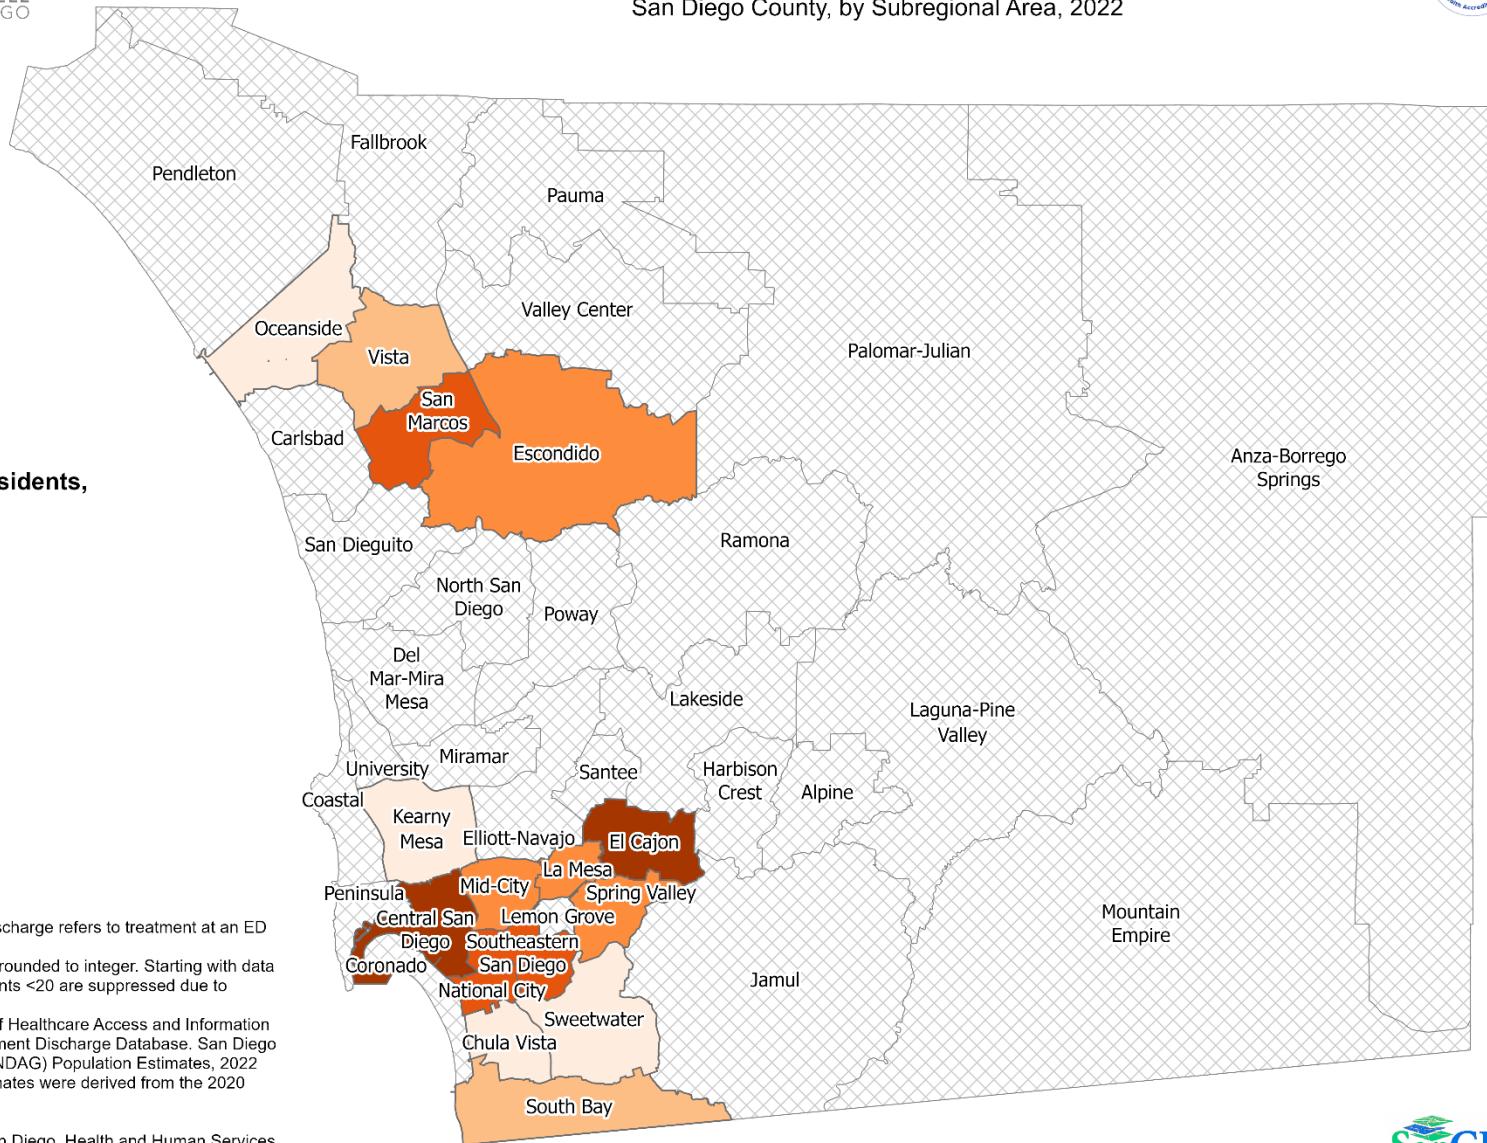 GO
San Diego County, by Subregional Area, 2022
Fallbrook
Pendleton
Pauma
Valley Center
Oceanside
Vista
Palomar-Julian
San
Marcos
Carlsbad
Escondido
Anza-Borrego
Springs
sidents,
San Dieguito
Ramona
North San
Diego
Poway
Del
Mar-Mira
Mesa
Lakeside
Laguna-Pine
Valley
Miramar
University
Santee
Harbison
Crest
Alpine
Coastal
Kearny
Mesa
Elliott-Navajo
El Cajon
La Mesa
Mid-City
Peninsula
Spring Valley
Central San
Diego
Lemon Grove
Mountain
Empire
Southeastern
San Diego
Coronado
National City
Jamul
Sweetwater
Chula Vista
South Bay
scharge refers to treatment at an ED
rounded to integer. Starting with data
nts <20 are suppressed due to
f Healthcare Access and Information
ment Discharge Database. San Diego
NDAG) Population Estimates, 2022
mates were derived from the 2020
n Diego, Health and Human Services